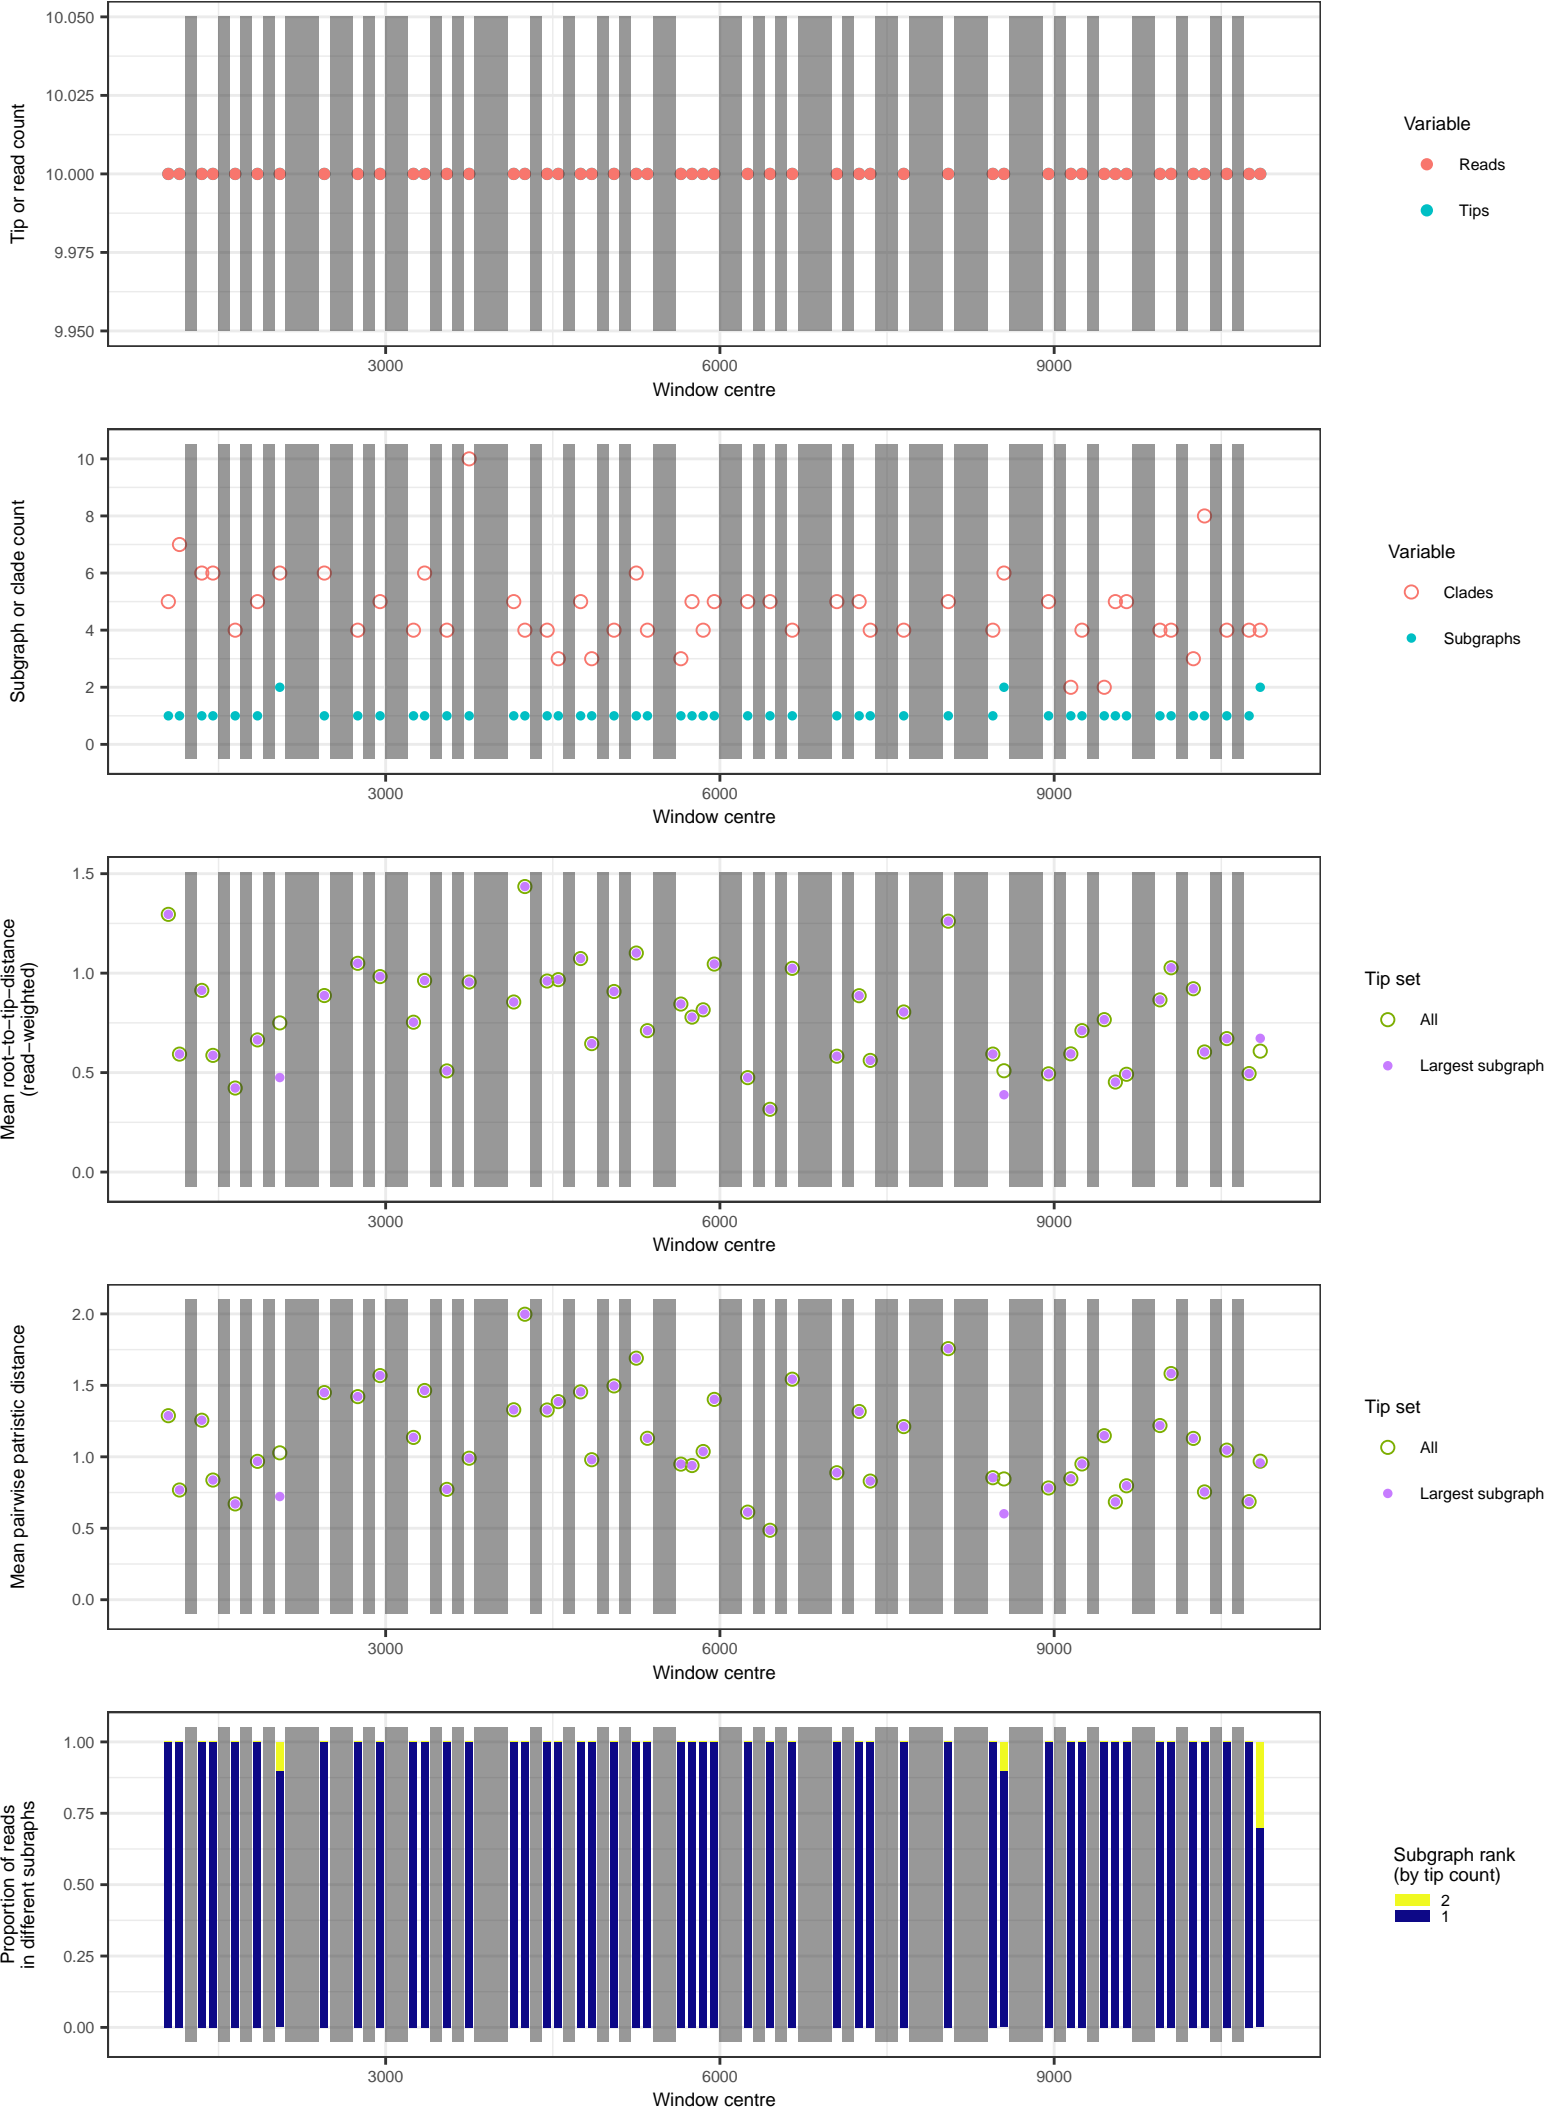 10.050
10.025
10.000
9.975
9.950
Tip or read count
3000
6000
9000
Window centre
Variable
Reads
Tips
10
8
6
4
2
0
Subgraph or clade count
3000
6000
9000
Window centre
Variable
Clades
Subgraphs
1.5
1.0
0.5
0.0
Mean root−to−tip−distance
(read−weighted)
3000
6000
9000
Window centre
Tip set
All
Largest subgraph
2.0
1.5
1.0
0.5
0.0
Mean pairwise patristic distance
3000
6000
9000
Window centre
Tip set
All
Largest subgraph
1.00
0.75
0.50
0.25
0.00
Proportion of reads
in different subraphs
3000
6000
9000
Window centre
Subgraph rank
(by tip count)
2
1